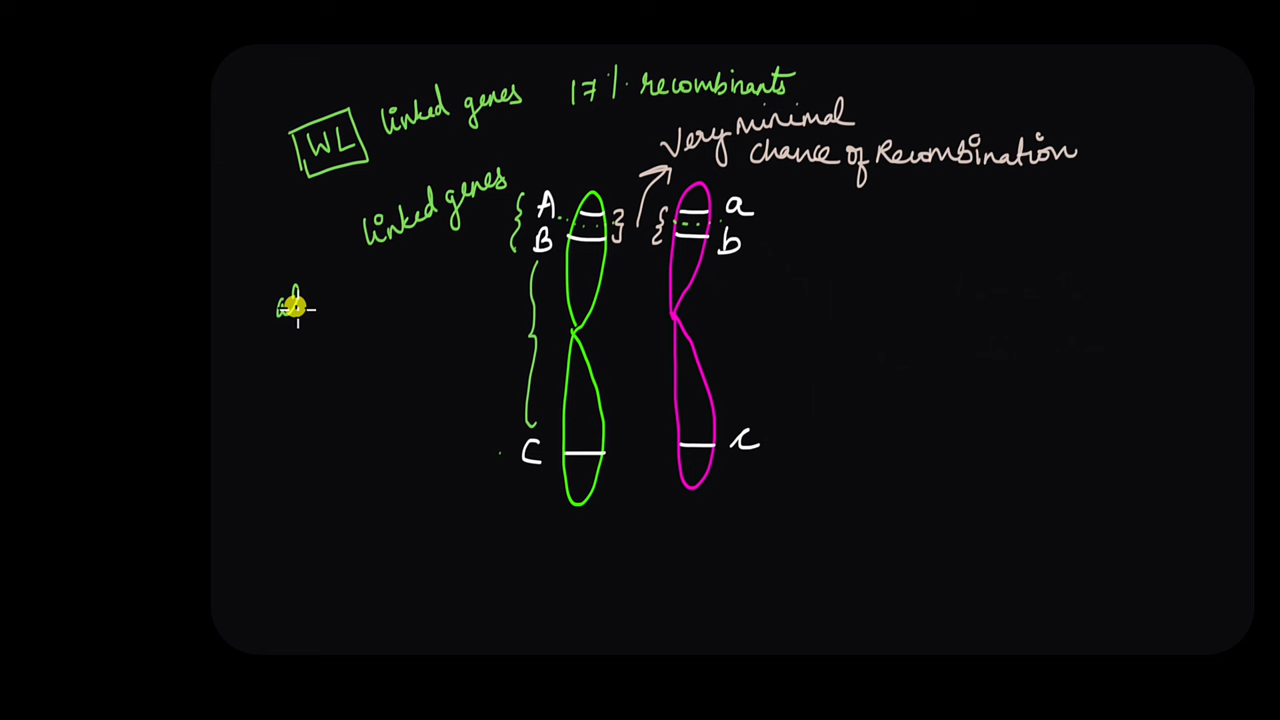 linked genes 17% recombinants
WL
Very minimal
chance of Recombination
linked genes
A
B
a
b
C
c